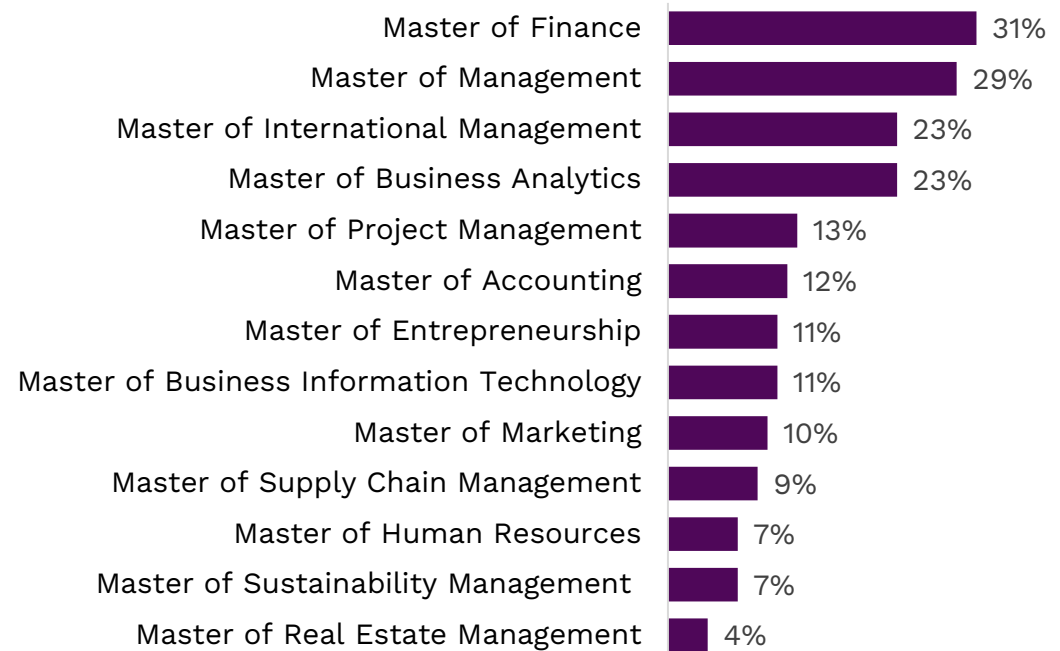 Master of Finance 31%
Master of Management 29%
Master of International Management 23%
Master of Business Analytics 23%
Master of Project Management 13%
Master of Accounting 12%
Master of Entrepreneurship 11%
Master of Business Information Technology 11%
Master of Marketing 10%
Master of Supply Chain Management 9%
Master of Human Resources 7%
Master of Sustainability Management 7%
Master of Real Estate Management 4%